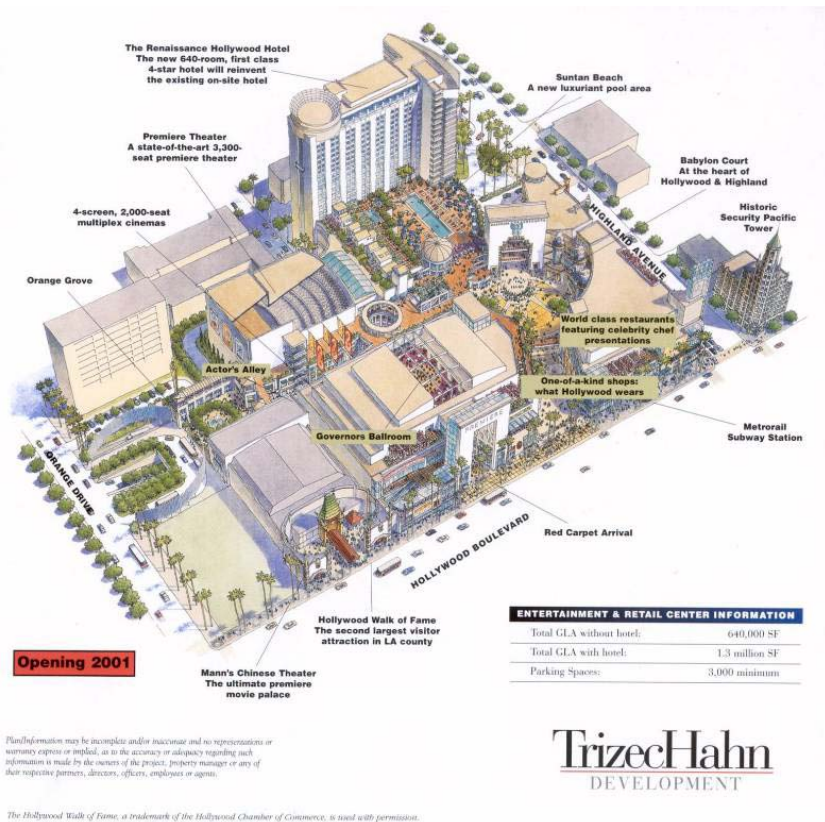 The Renaissance Hollywood Hotel
The new 640-room, first class
4-star hotel will reinvent
the existing on-site hotel
Suntan Beach
A new luxuriant pool area
Premiere Theater
A state-of-the-art 3,300-
seat premiere theater
Babylon Court
At the heart of
Hollywood & Highland
4-screen, 2,000-seat
multiplex cinemas
Historic
Security Pacific
Tower
HIGHLAND AVENUE
Orange Grove
World class restaurants
featuring celebrity chef
presentations
Actor's Alley
One-of-a-kind shops:
what Hollywood wears
PREMIERE
Governors Ballroom
Metrorail
Subway Station
ORANGE DRIVE
Red Carpet Arrival
HOLLYWOOD BOULEVARD
Hollywood Walk of Fame
The second largest visitor
attraction in LA county
Opening 2001
Mann's Chinese Theater
The ultimate premiere
movie palace
ENTERTAINMENT & RETAIL CENTER INFORMATION
Total GLA without hotel: 640,000 SF
Total GLA with hotel: 1.3 million SF
Parking Spaces: 3,000 minimum
Plan/Information may be incomplete and/or inaccurate and no representations or
warranty express or implied, as to the accuracy or adequacy regarding such
information is made by the owners of the project, property manager or any of
their respective partners, directors, officers, employees or agents.
TrizecHahn
DEVELOPMENT
The Hollywood Walk of Fame, a trademark of the Hollywood Chamber of Commerce, is used with permission.